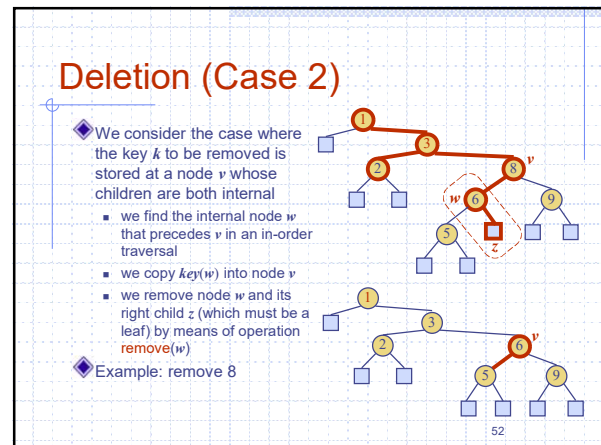 Deletion (Case 2)
We consider the case where
the key k to be removed is
stored at a node v whose
children are both internal
we find the internal node w
that precedes v in an in-order
traversal
we copy key(w) into node v
we remove node w and its
right child z (which must be a
leaf) by means of operation
remove(w)
Example: remove 8
1
3
v
2
8
w
6
9
5
z
1
3
v
2
6
5
9
52